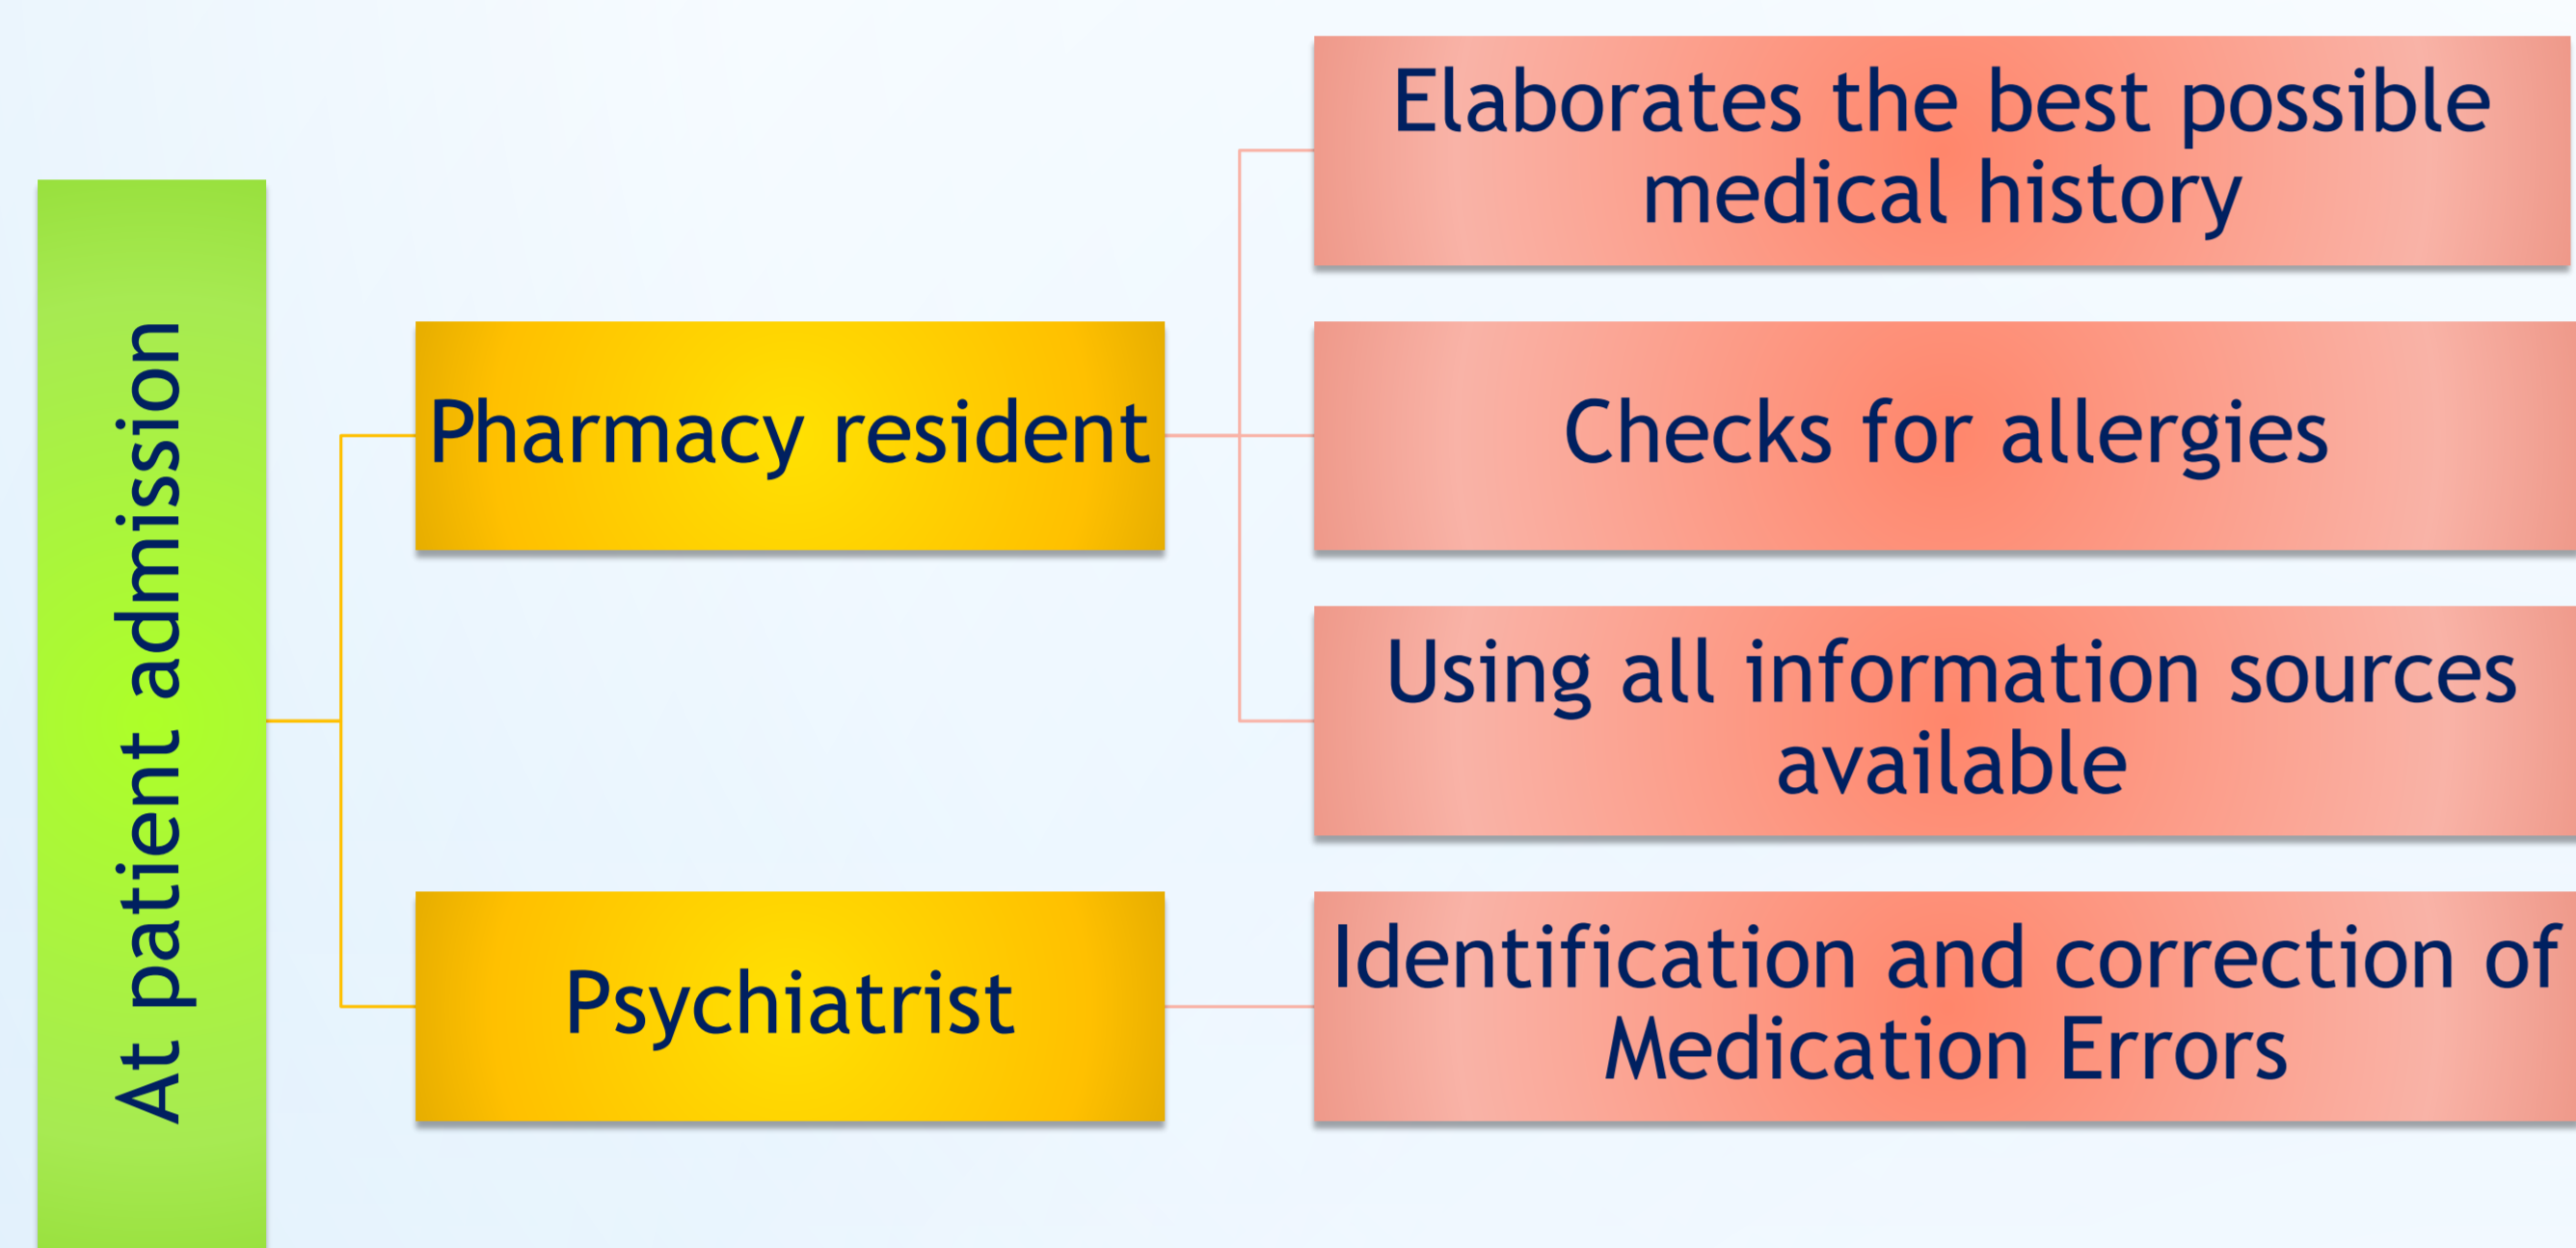 At patient admission
Pharmacy resident
Elaborates the best possible
medical history
Checks for allergies
Using all information sources
available
Psychiatrist
Identification and correction of
Medication Errors